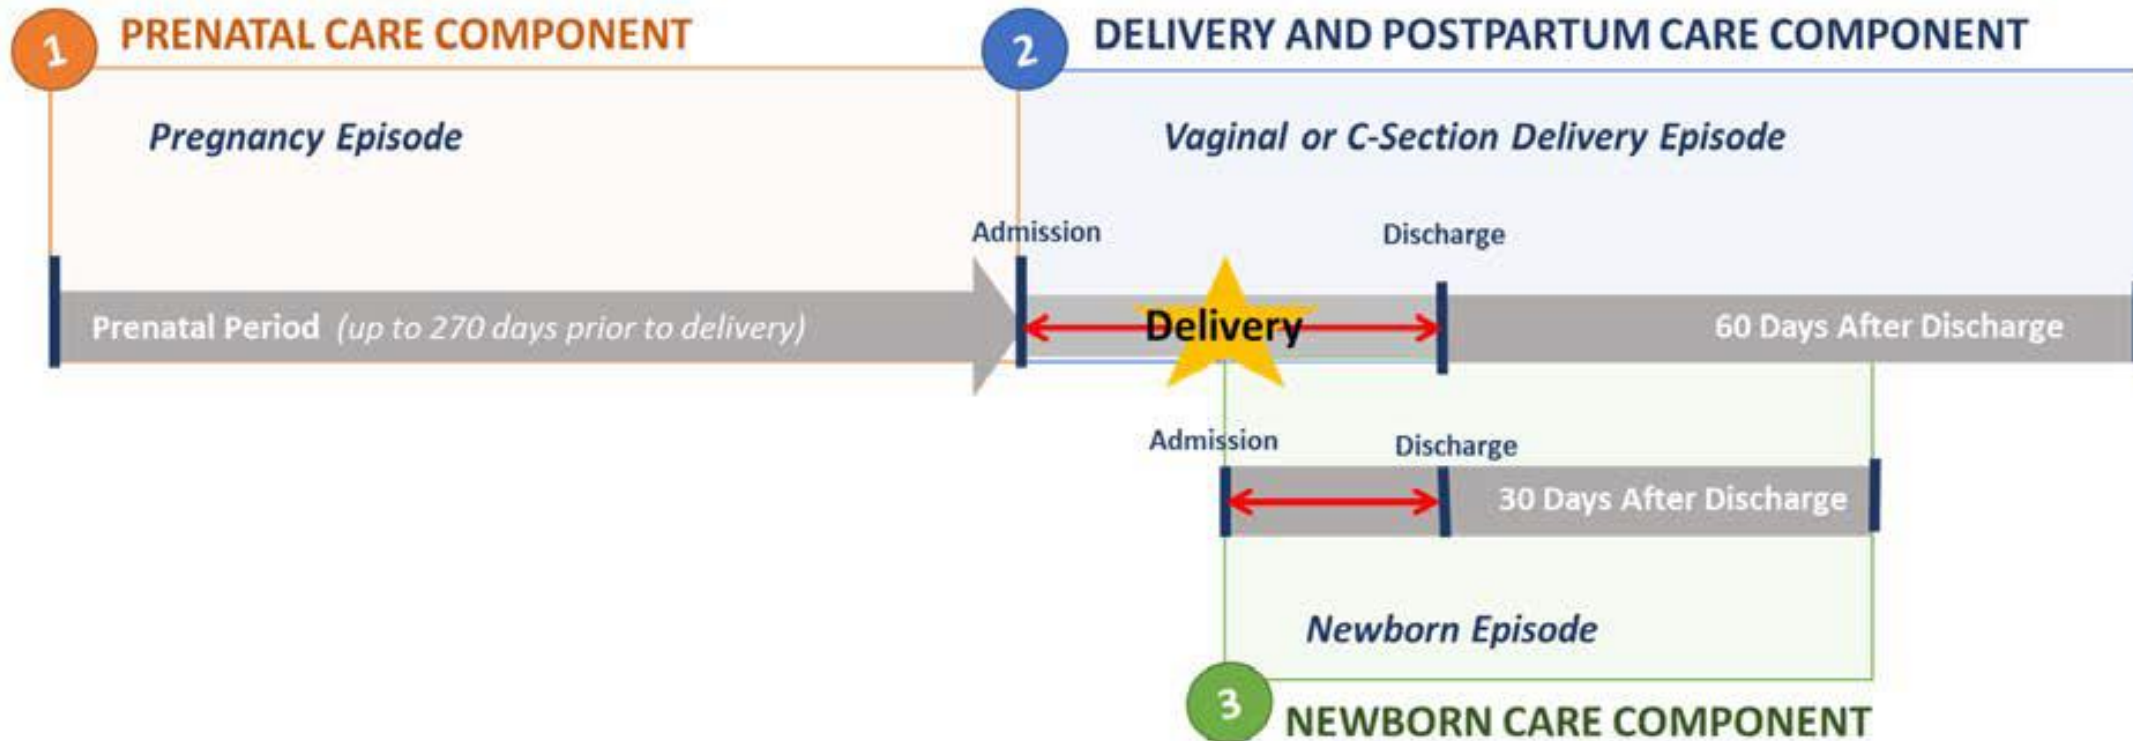 1 PRENATAL CARE COMPONENT
2 DELIVERY AND POSTPARTUM CARE COMPONENT
Pregnancy Episode
Vaginal or C-Section Delivery Episode
Admission
Discharge
Prenatal Period (up to 270 days prior to delivery)
Delivery
60 Days After Discharge
Admission
Discharge
30 Days After Discharge
Newborn Episode
3 NEWBORN CARE COMPONENT